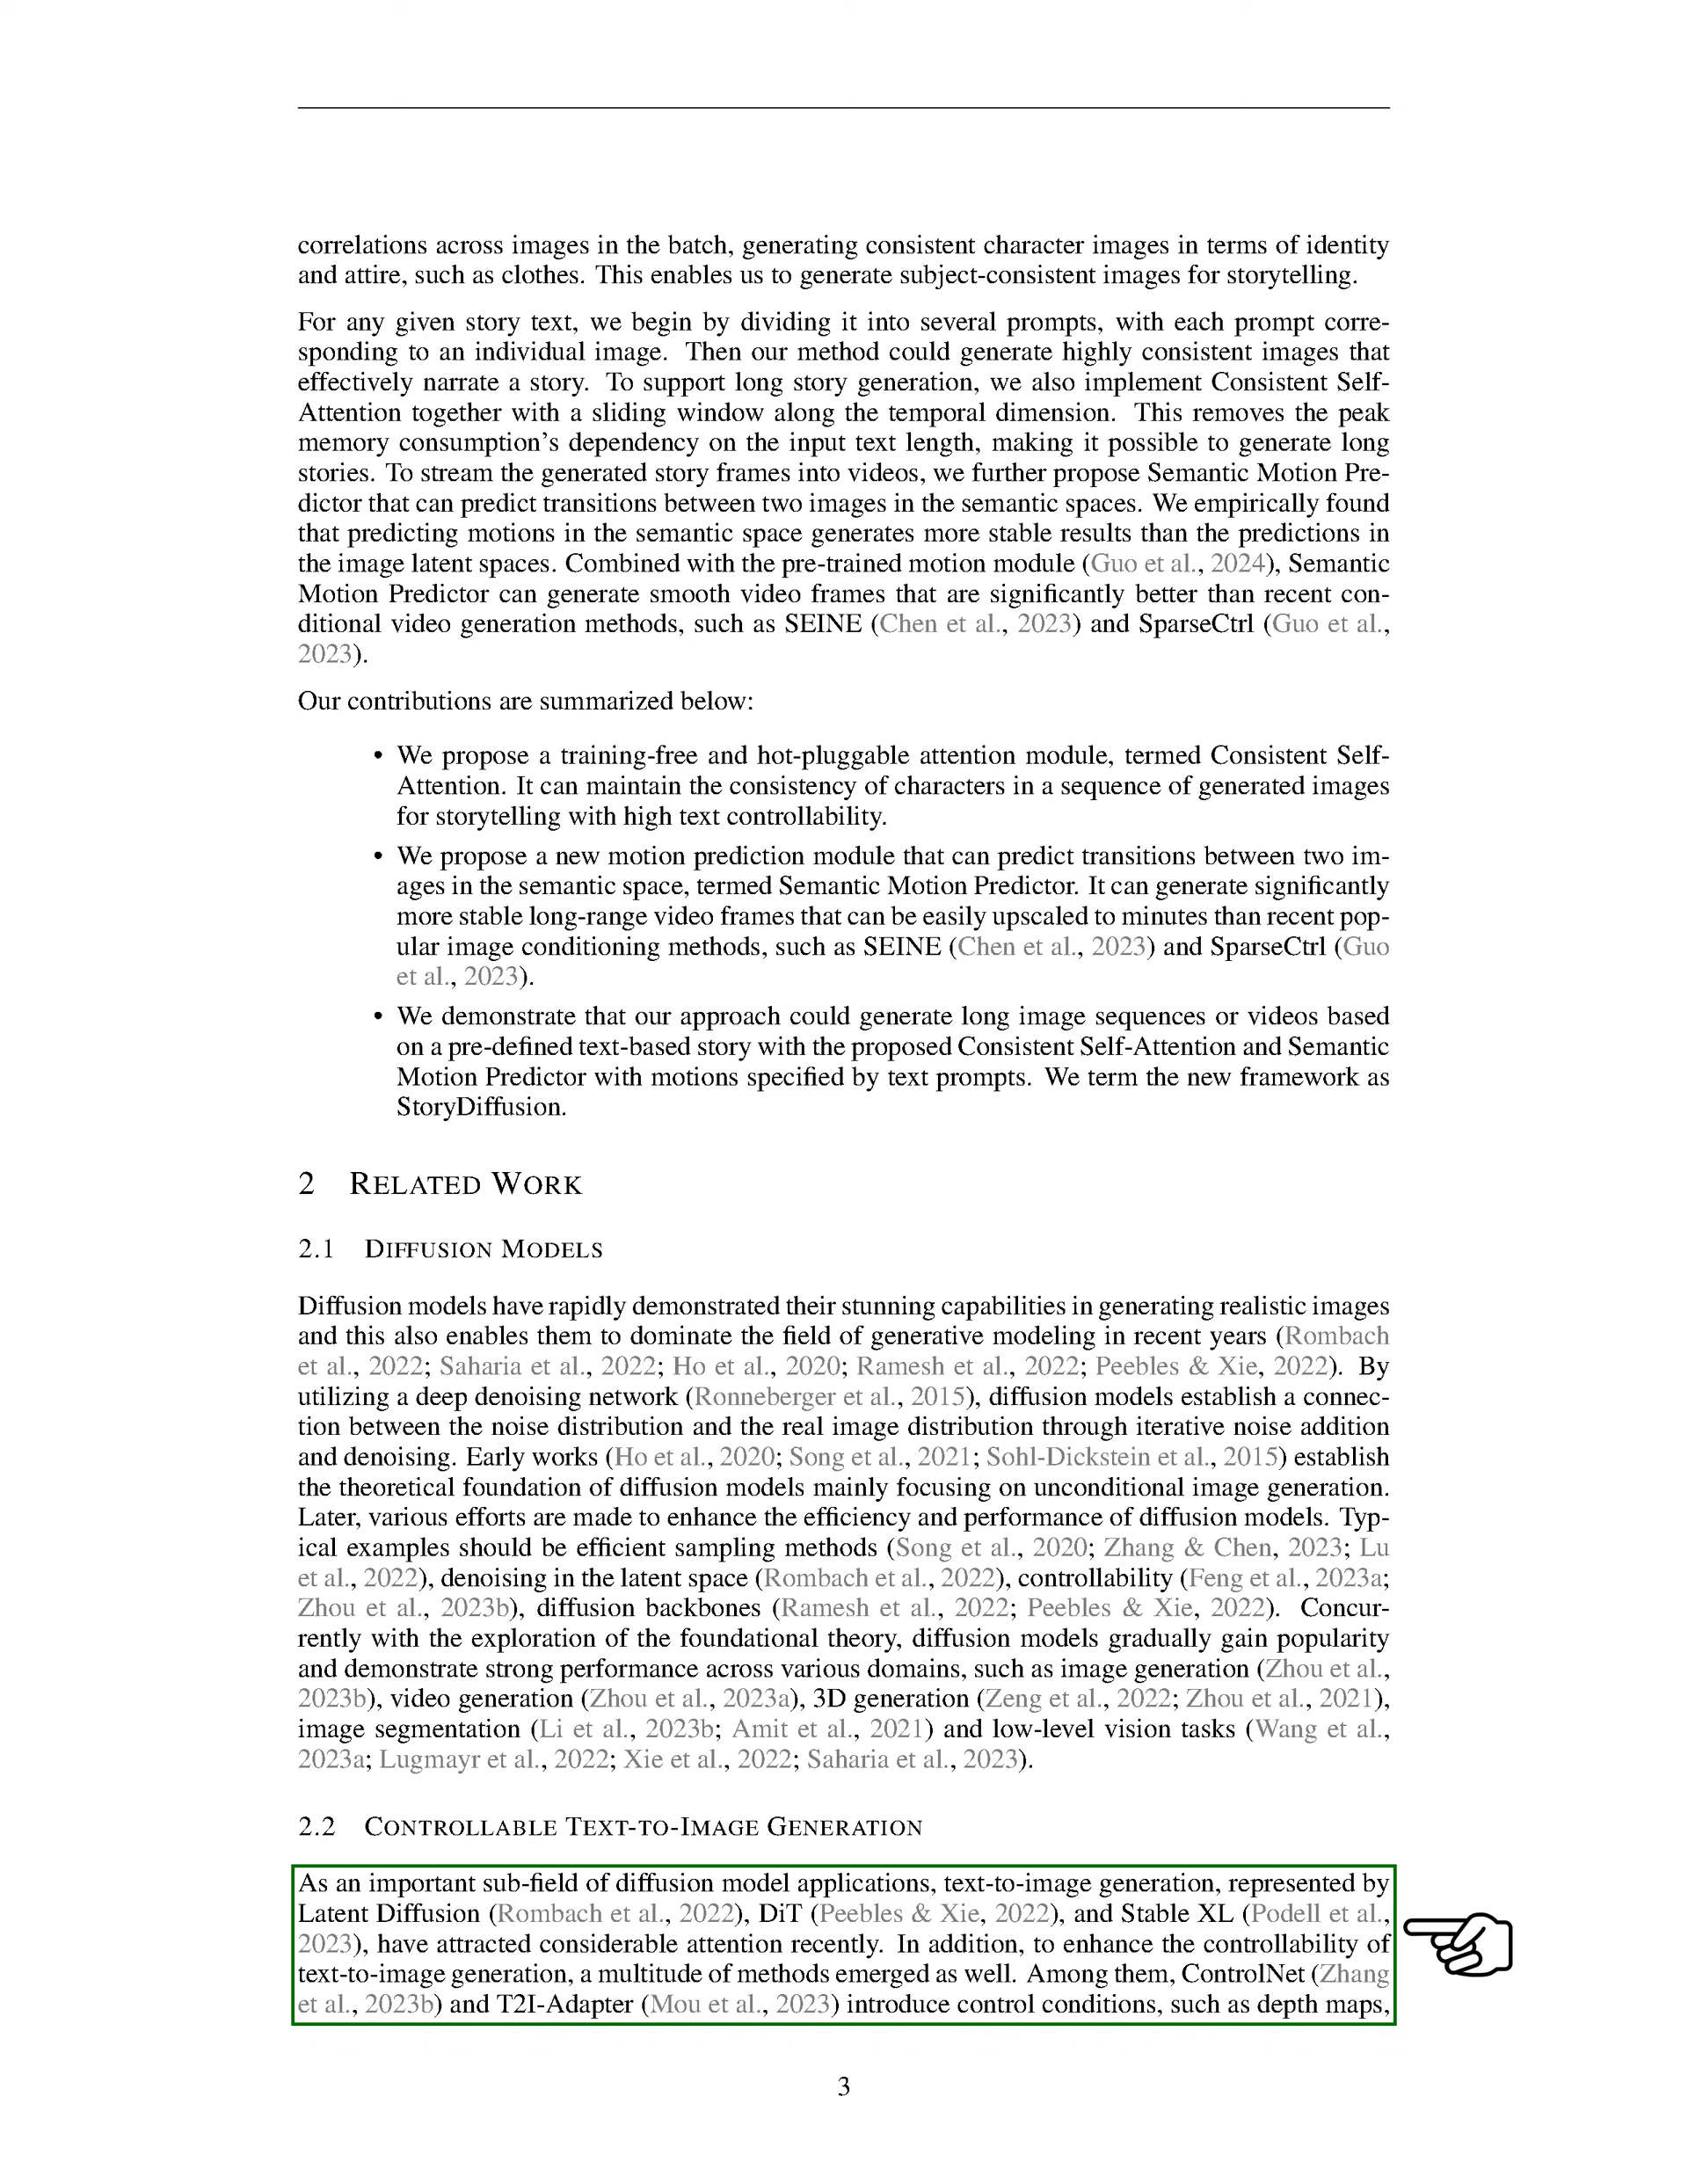 correlations across images in the batch, generating consistent character images in terms of identity
and attire, such as clothes. This enables us to generate subject-consistent images for storytelling.
For any given story text, we begin by dividing it into several prompts, with each prompt corre-
sponding to an individual image. Then our method could generate highly consistent images that
effectively narrate a story. To support long story generation, we also implement Consistent Self-
Attention together with a sliding window along the temporal dimension. This removes the peak
memory consumption's dependency on the input text length, making it possible to generate long
stories. To stream the generated story frames into videos, we further propose Semantic Motion Pre-
dictor that can predict transitions between two images in the semantic spaces. We empirically found
that predicting motions in the semantic space generates more stable results than the predictions in
the image latent spaces. Combined with the pre-trained motion module (Guo et al., 2024), Semantic
Motion Predictor can generate smooth video frames that are significantly better than recent con-
ditional video generation methods, such as SEINE (Chen et al., 2023) and SparseCtrl (Guo et al.,
2023).
Our contributions are summarized below:
• We propose a training-free and hot-pluggable attention module, termed Consistent Self-
Attention. It can maintain the consistency of characters in a sequence of generated images
for storytelling with high text controllability.
• We propose a new motion prediction module that can predict transitions between two im-
ages in the semantic space, termed Semantic Motion Predictor. It can generate significantly
more stable long-range video frames that can be easily upscaled to minutes than recent pop-
ular image conditioning methods, such as SEINE (Chen et al., 2023) and SparseCtrl (Guo
et al., 2023).
• We demonstrate that our approach could generate long image sequences or videos based
on a pre-defined text-based story with the proposed Consistent Self-Attention and Semantic
Motion Predictor with motions specified by text prompts. We term the new framework as
StoryDiffusion.
2 RELATED WORK
2.1 DIFFUSION MODELS
Diffusion models have rapidly demonstrated their stunning capabilities in generating realistic images
and this also enables them to dominate the field of generative modeling in recent years (Rombach
et al., 2022; Saharia et al., 2022; Ho et al., 2020; Ramesh et al., 2022; Peebles & Xie, 2022). By
utilizing a deep denoising network (Ronneberger et al., 2015), diffusion models establish a connec-
tion between the noise distribution and the real image distribution through iterative noise addition
and denoising. Early works (Ho et al., 2020; Song et al., 2021; Sohl-Dickstein et al., 2015) establish
the theoretical foundation of diffusion models mainly focusing on unconditional image generation.
Later, various efforts are made to enhance the efficiency and performance of diffusion models. Typ-
ical examples should be efficient sampling methods (Song et al., 2020; Zhang & Chen, 2023; Lu
et al., 2022), denoising in the latent space (Rombach et al., 2022), controllability (Feng et al., 2023a;
Zhou et al., 2023b), diffusion backbones (Ramesh et al., 2022; Peebles & Xie, 2022). Concur-
rently with the exploration of the foundational theory, diffusion models gradually gain popularity
and demonstrate strong performance across various domains, such as image generation (Zhou et al.,
2023b), video generation (Zhou et al., 2023a), 3D generation (Zeng et al., 2022; Zhou et al., 2021),
image segmentation (Li et al., 2023b; Amit et al., 2021) and low-level vision tasks (Wang et al.,
2023a; Lugmayr et al., 2022; Xie et al., 2022; Saharia et al., 2023).
2.2 CONTROLLABLE TEXT-TO-IMAGE GENERATION
As an important sub-field of diffusion model applications, text-to-image generation, represented by
Latent Diffusion (Rombach et al., 2022), DiT (Peebles & Xie, 2022), and Stable XL (Podell et al.,
2023), have attracted considerable attention recently. In addition, to enhance the controllability of
text-to-image generation, a multitude of methods emerged as well. Among them, ControlNet (Zhang
et al., 2023b) and T2I-Adapter (Mou et al., 2023) introduce control conditions, such as depth maps,
3